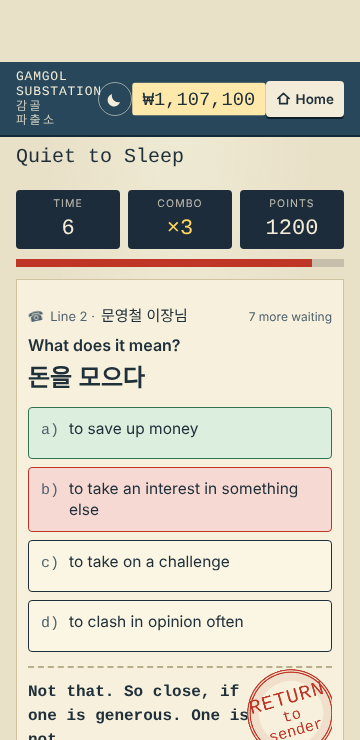 GAMGOL
SUBSTATION
감골
파출소
₩1,107,100
Home
Quiet to Sleep
TIME
6
COMBO
×3
POINTS
1200
☎ Line 2 · 문영철 이장님
7 more waiting
What does it mean?
돈을 모으다
a) to save up money
b) to take an interest in something
else
c) to take on a challenge
d) to clash in opinion often
Not that. So close, if
one is generous. One is
not.
RETURN
to
sender